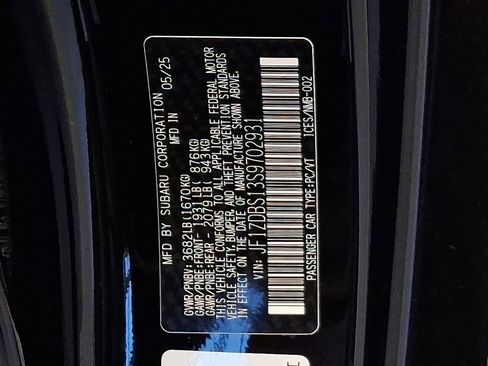 MFD BY SUBARU CORPORATION 05/25
MFD IN
GVWR/PNBV: 3682LB(1670KG)
GAWR/PNBE:FRONT- 1931LB( 876KG)
GAWR/PNBE:REAR- 2079LB( 943KG)
THIS VEHICLE CONFORMS TO ALL APPLICABLE FEDERAL MOTOR
VEHICLE SAFETY,BUMPER, AND THEFT PREVENTION STANDARDS
IN EFFECT ON THE DATE OF MANUFACTURE SHOWN ABOVE.
VIN: JF1ZDBS13S9702931
PASSENGER CAR TYPE:PC/VT ICES/NMB-002